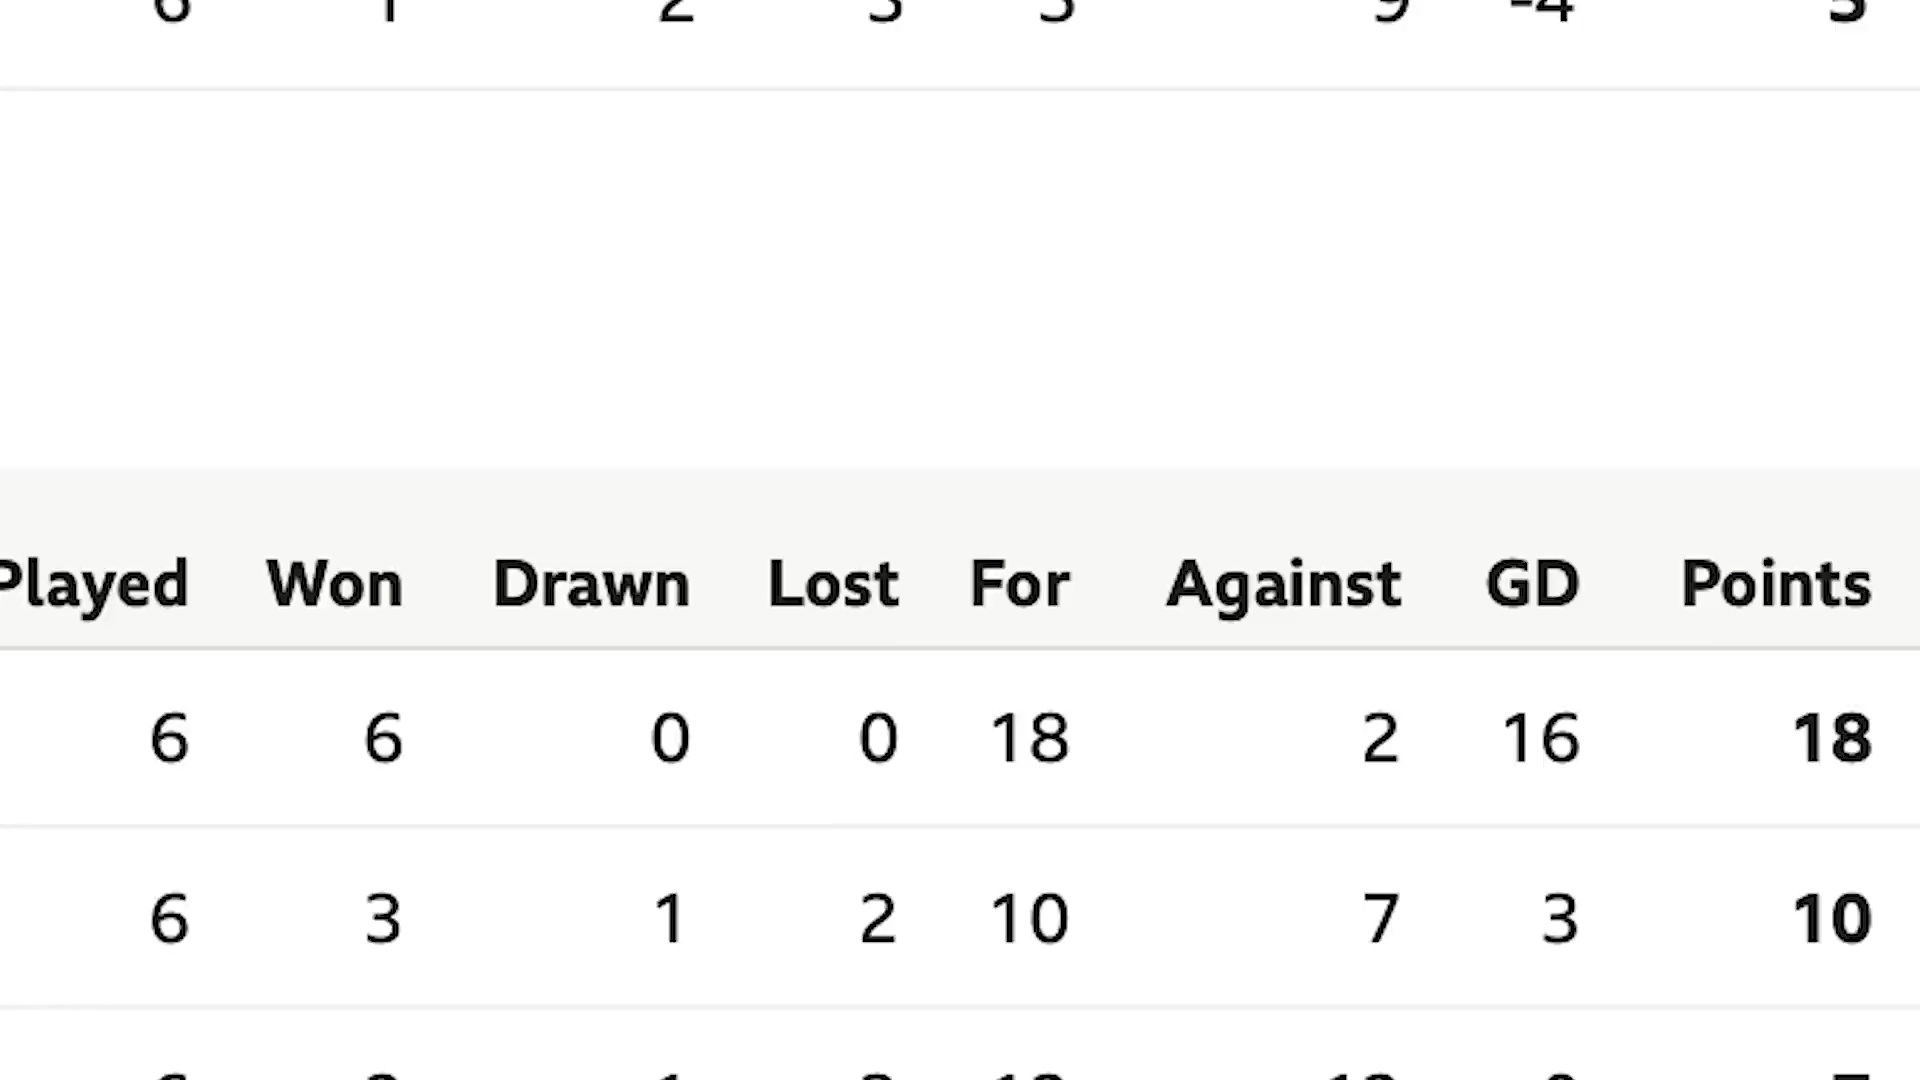 6 1 2 3 5 9 -4 5
Played Won Drawn Lost For Against GD Points
6 6 0 0 18 2 16 18
6 3 1 2 10 7 3 10